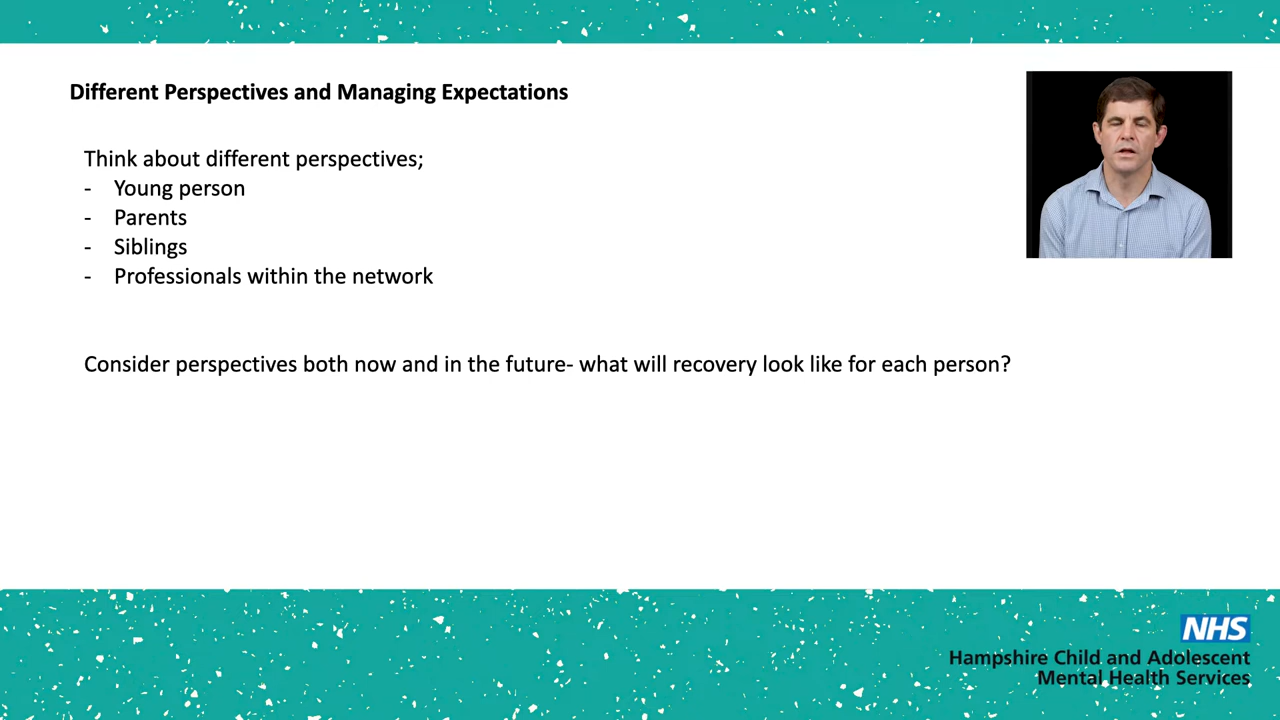 Different Perspectives and Managing Expectations
Think about different perspectives;
- Young person
- Parents
- Siblings
- Professionals within the network
Consider perspectives both now and in the future- what will recovery look like for each person?
NHS
Hampshire Child and Adolescent
Mental Health Services